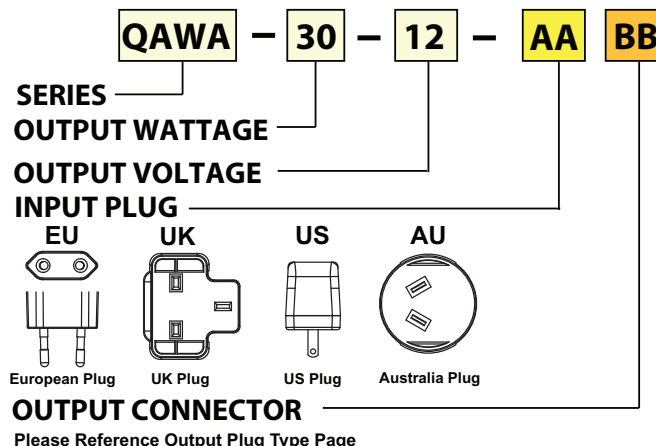 QAWA – 30 – 12 – AA BB
SERIES
OUTPUT WATTAGE
OUTPUT VOLTAGE
INPUT PLUG
EU UK US AU
European Plug UK Plug US Plug Australia Plug
OUTPUT CONNECTOR
Please Reference Output Plug Type Page